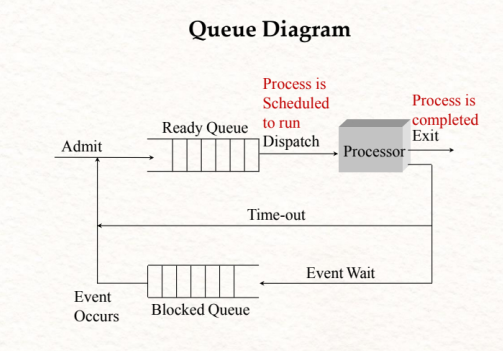 Queue Diagram
Process is
Scheduled
to run
Process is
completed
Admit
Ready Queue
Dispatch
Processor
Exit
Time-out
Event Wait
Event
Occurs
Blocked Queue